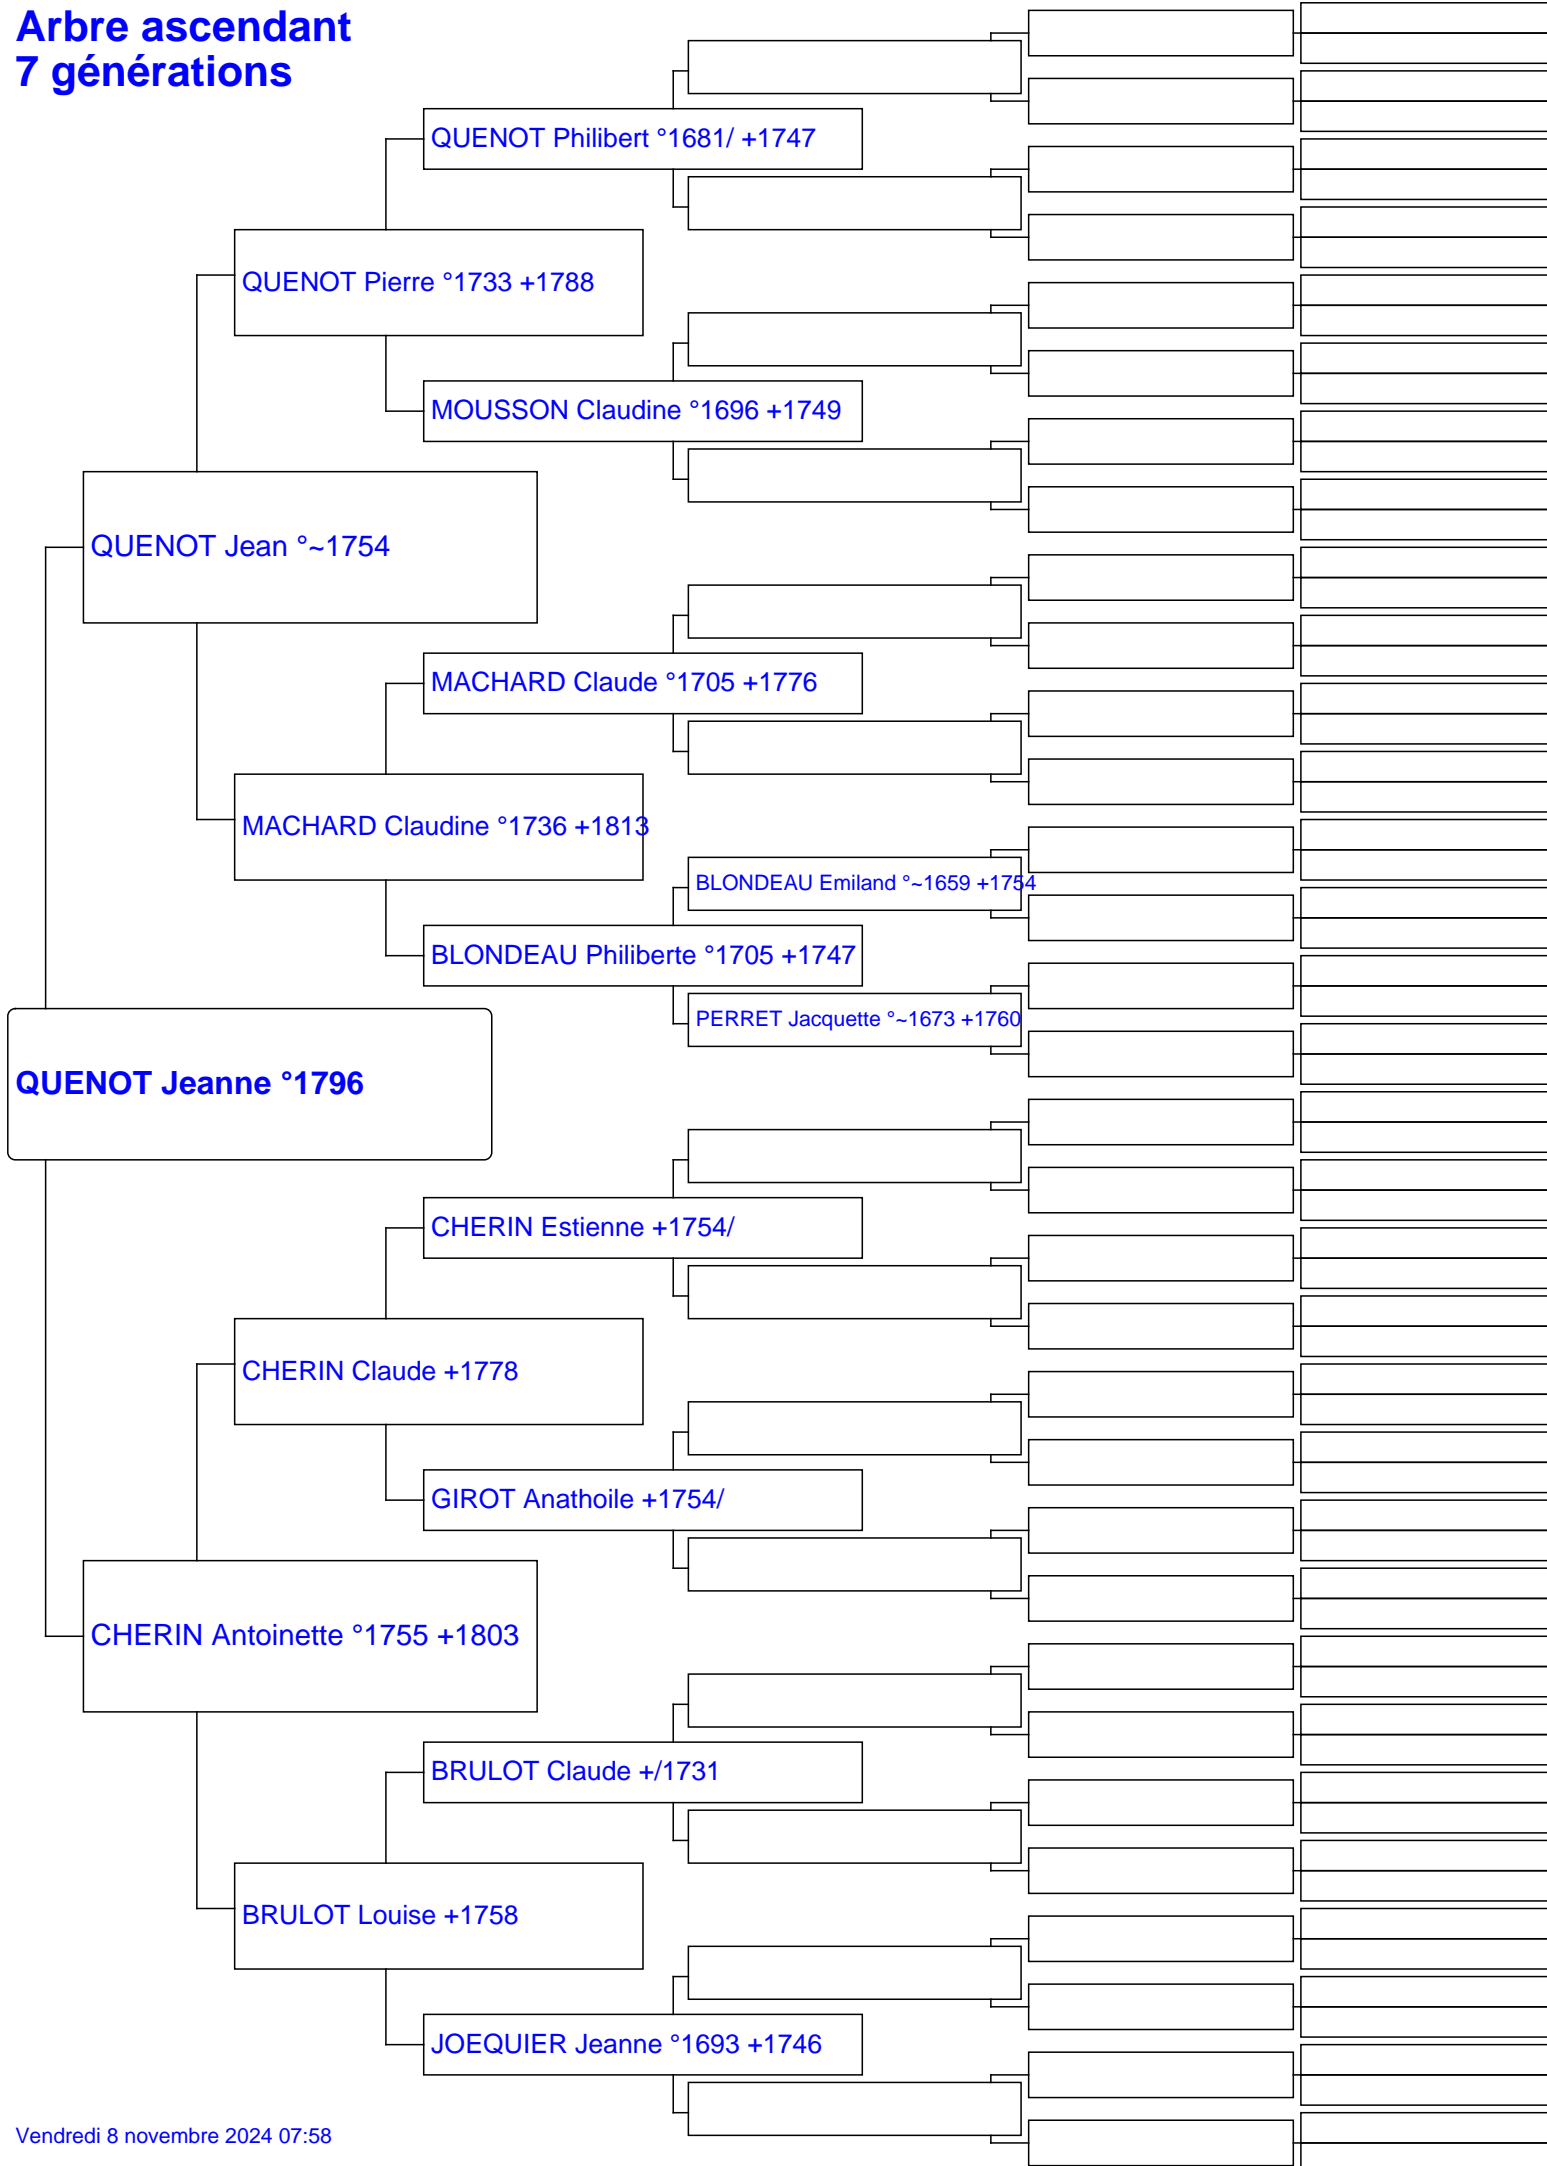 Arbre ascendant
7 générations
QUENOT Philibert °1681/ +1747
QUENOT Pierre °1733 +1788
MOUSSON Claudine °1696 +1749
QUENOT Jean °~1754
MACHARD Claude °1705 +1776
MACHARD Claudine °1736 +1813
BLONDEAU Emiland °~1659 +1754
BLONDEAU Philiberte °1705 +1747
PERRET Jacquette °~1673 +1760
QUENOT Jeanne °1796
CHERIN Estienne +1754/
CHERIN Claude +1778
GIROT Anathoile +1754/
CHERIN Antoinette °1755 +1803
BRULOT Claude +/1731
BRULOT Louise +1758
JOEQUIER Jeanne °1693 +1746
Vendredi 8 novembre 2024 07:58